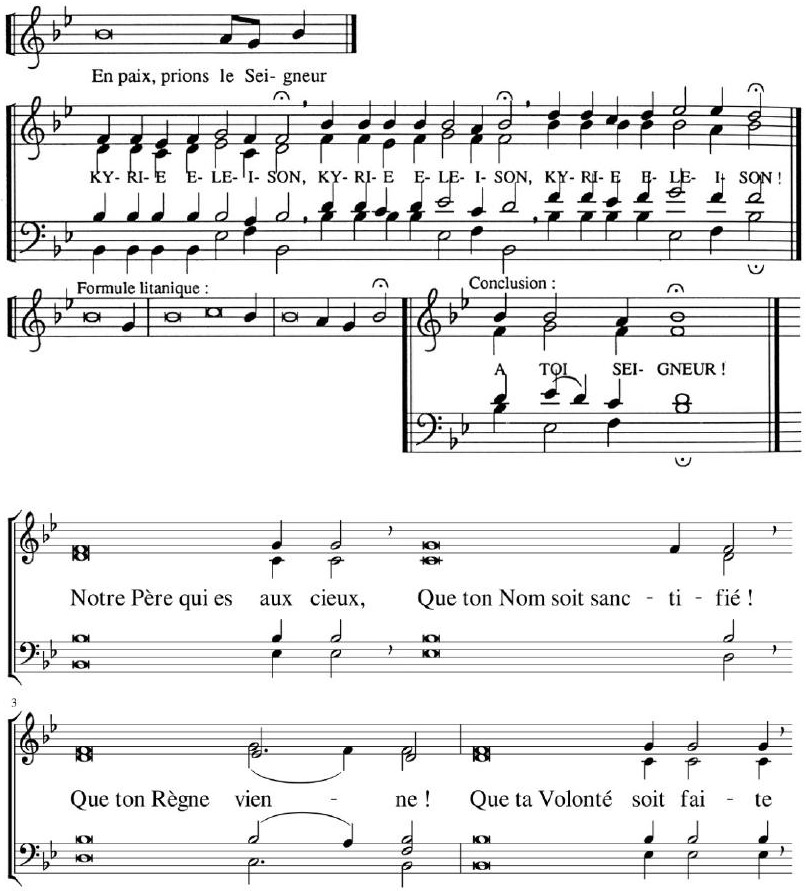 En paix, prions le Sei- gneur
KY- RI- E E- LE- I- SON, KY- RI- E E- LE- I- SON, KY- RI- E E- LE- I- SON !
Formule litanique :
Conclusion :
A TOI SEI- GNEUR !
Notre Père qui es aux cieux, Que ton Nom soit sanc - ti - fié !
3
Que ton Règne vien - ne ! Que ta Volonté soit fai - te